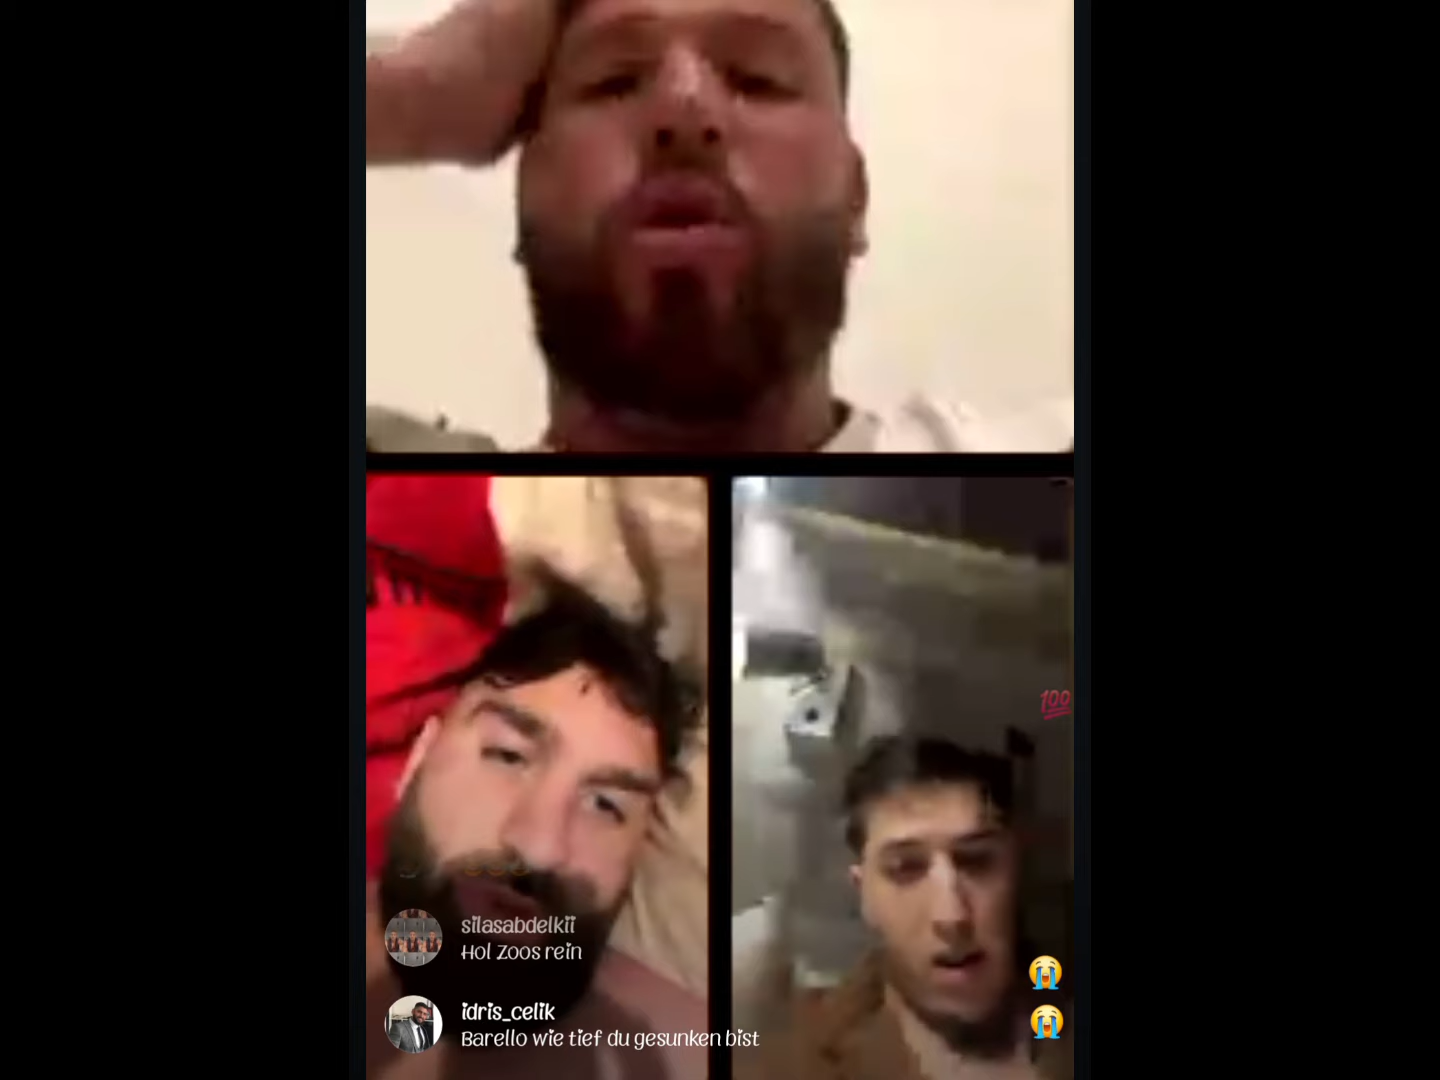 silasabdelkii
Hol Zoos rein
idris_celik
Barello wie tief du gesunken bist
💯